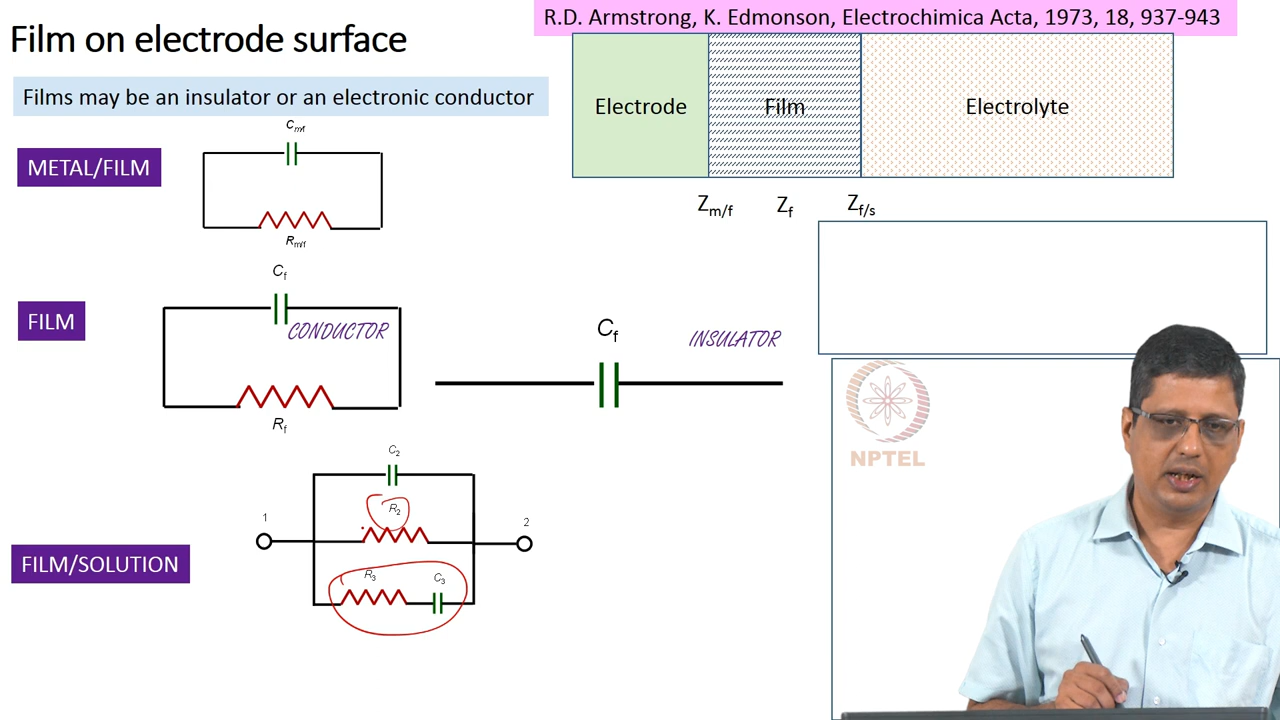 Film on electrode surface
R.D. Armstrong, K. Edmonson, Electrochimica Acta, 1973, 18, 937-943
Films may be an insulator or an electronic conductor
Electrode
Film
Electrolyte
METAL/FILM
Cm/f
Rm/f
Zm/f
Zf
Zf/s
FILM
Cf
CONDUCTOR
Rf
Cf
INSULATOR
NPTEL
FILM/SOLUTION
C2
1
R2
2
R3
C3